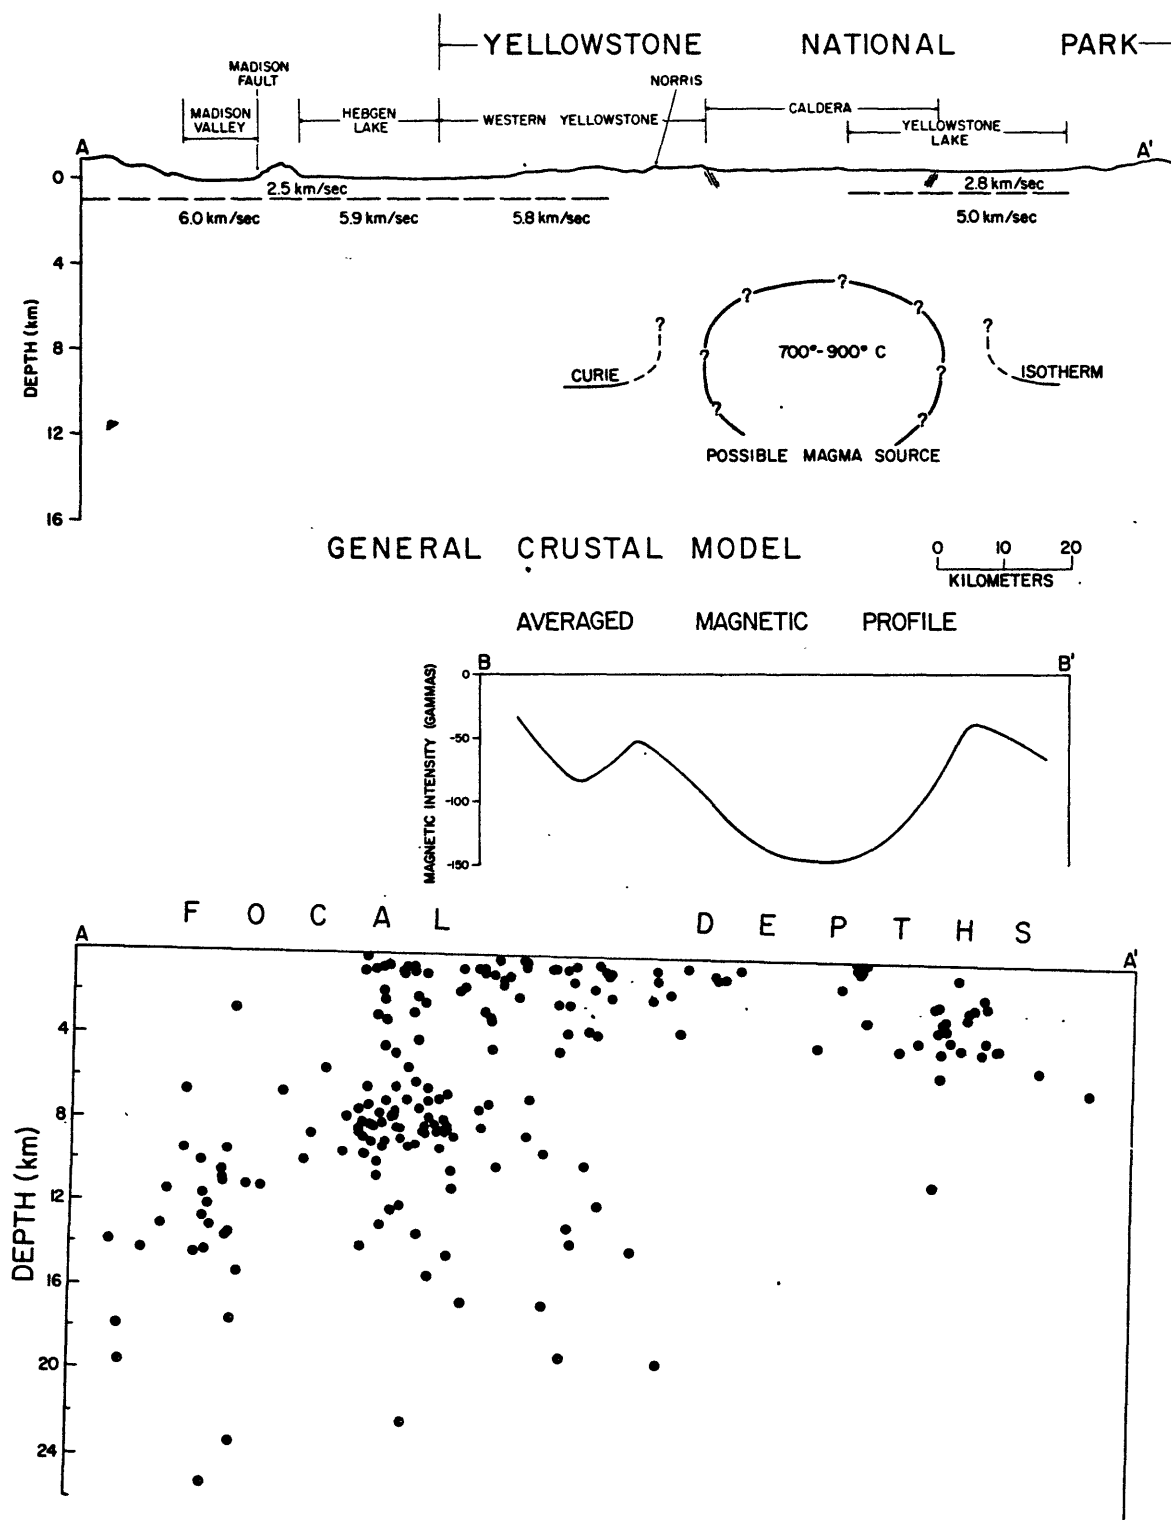 YELLOWSTONE NATIONAL PARK
MADISON
FAULT
NORRIS
MADISON
VALLEY
HEBGEN
LAKE
WESTERN YELLOWSTONE
CALDERA
YELLOWSTONE
LAKE
A A'
0
2.5 km/sec 2.8 km/sec
6.0 km/sec 5.9 km/sec 5.8 km/sec 5.0 km/sec
4
? ? ?
? ?
8
? 700°-900° C ?
CURIE ISOTHERM
? ?
12
POSSIBLE MAGMA SOURCE
16
DEPTH (km)
GENERAL CRUSTAL MODEL
0 10 20
KILOMETERS
AVERAGED MAGNETIC PROFILE
B B'
0
-50
-100
-150
MAGNETIC INTENSITY (GAMMAS)
FOCAL DEPTHS
A A'
4
8
12
16
20
24
DEPTH (km)